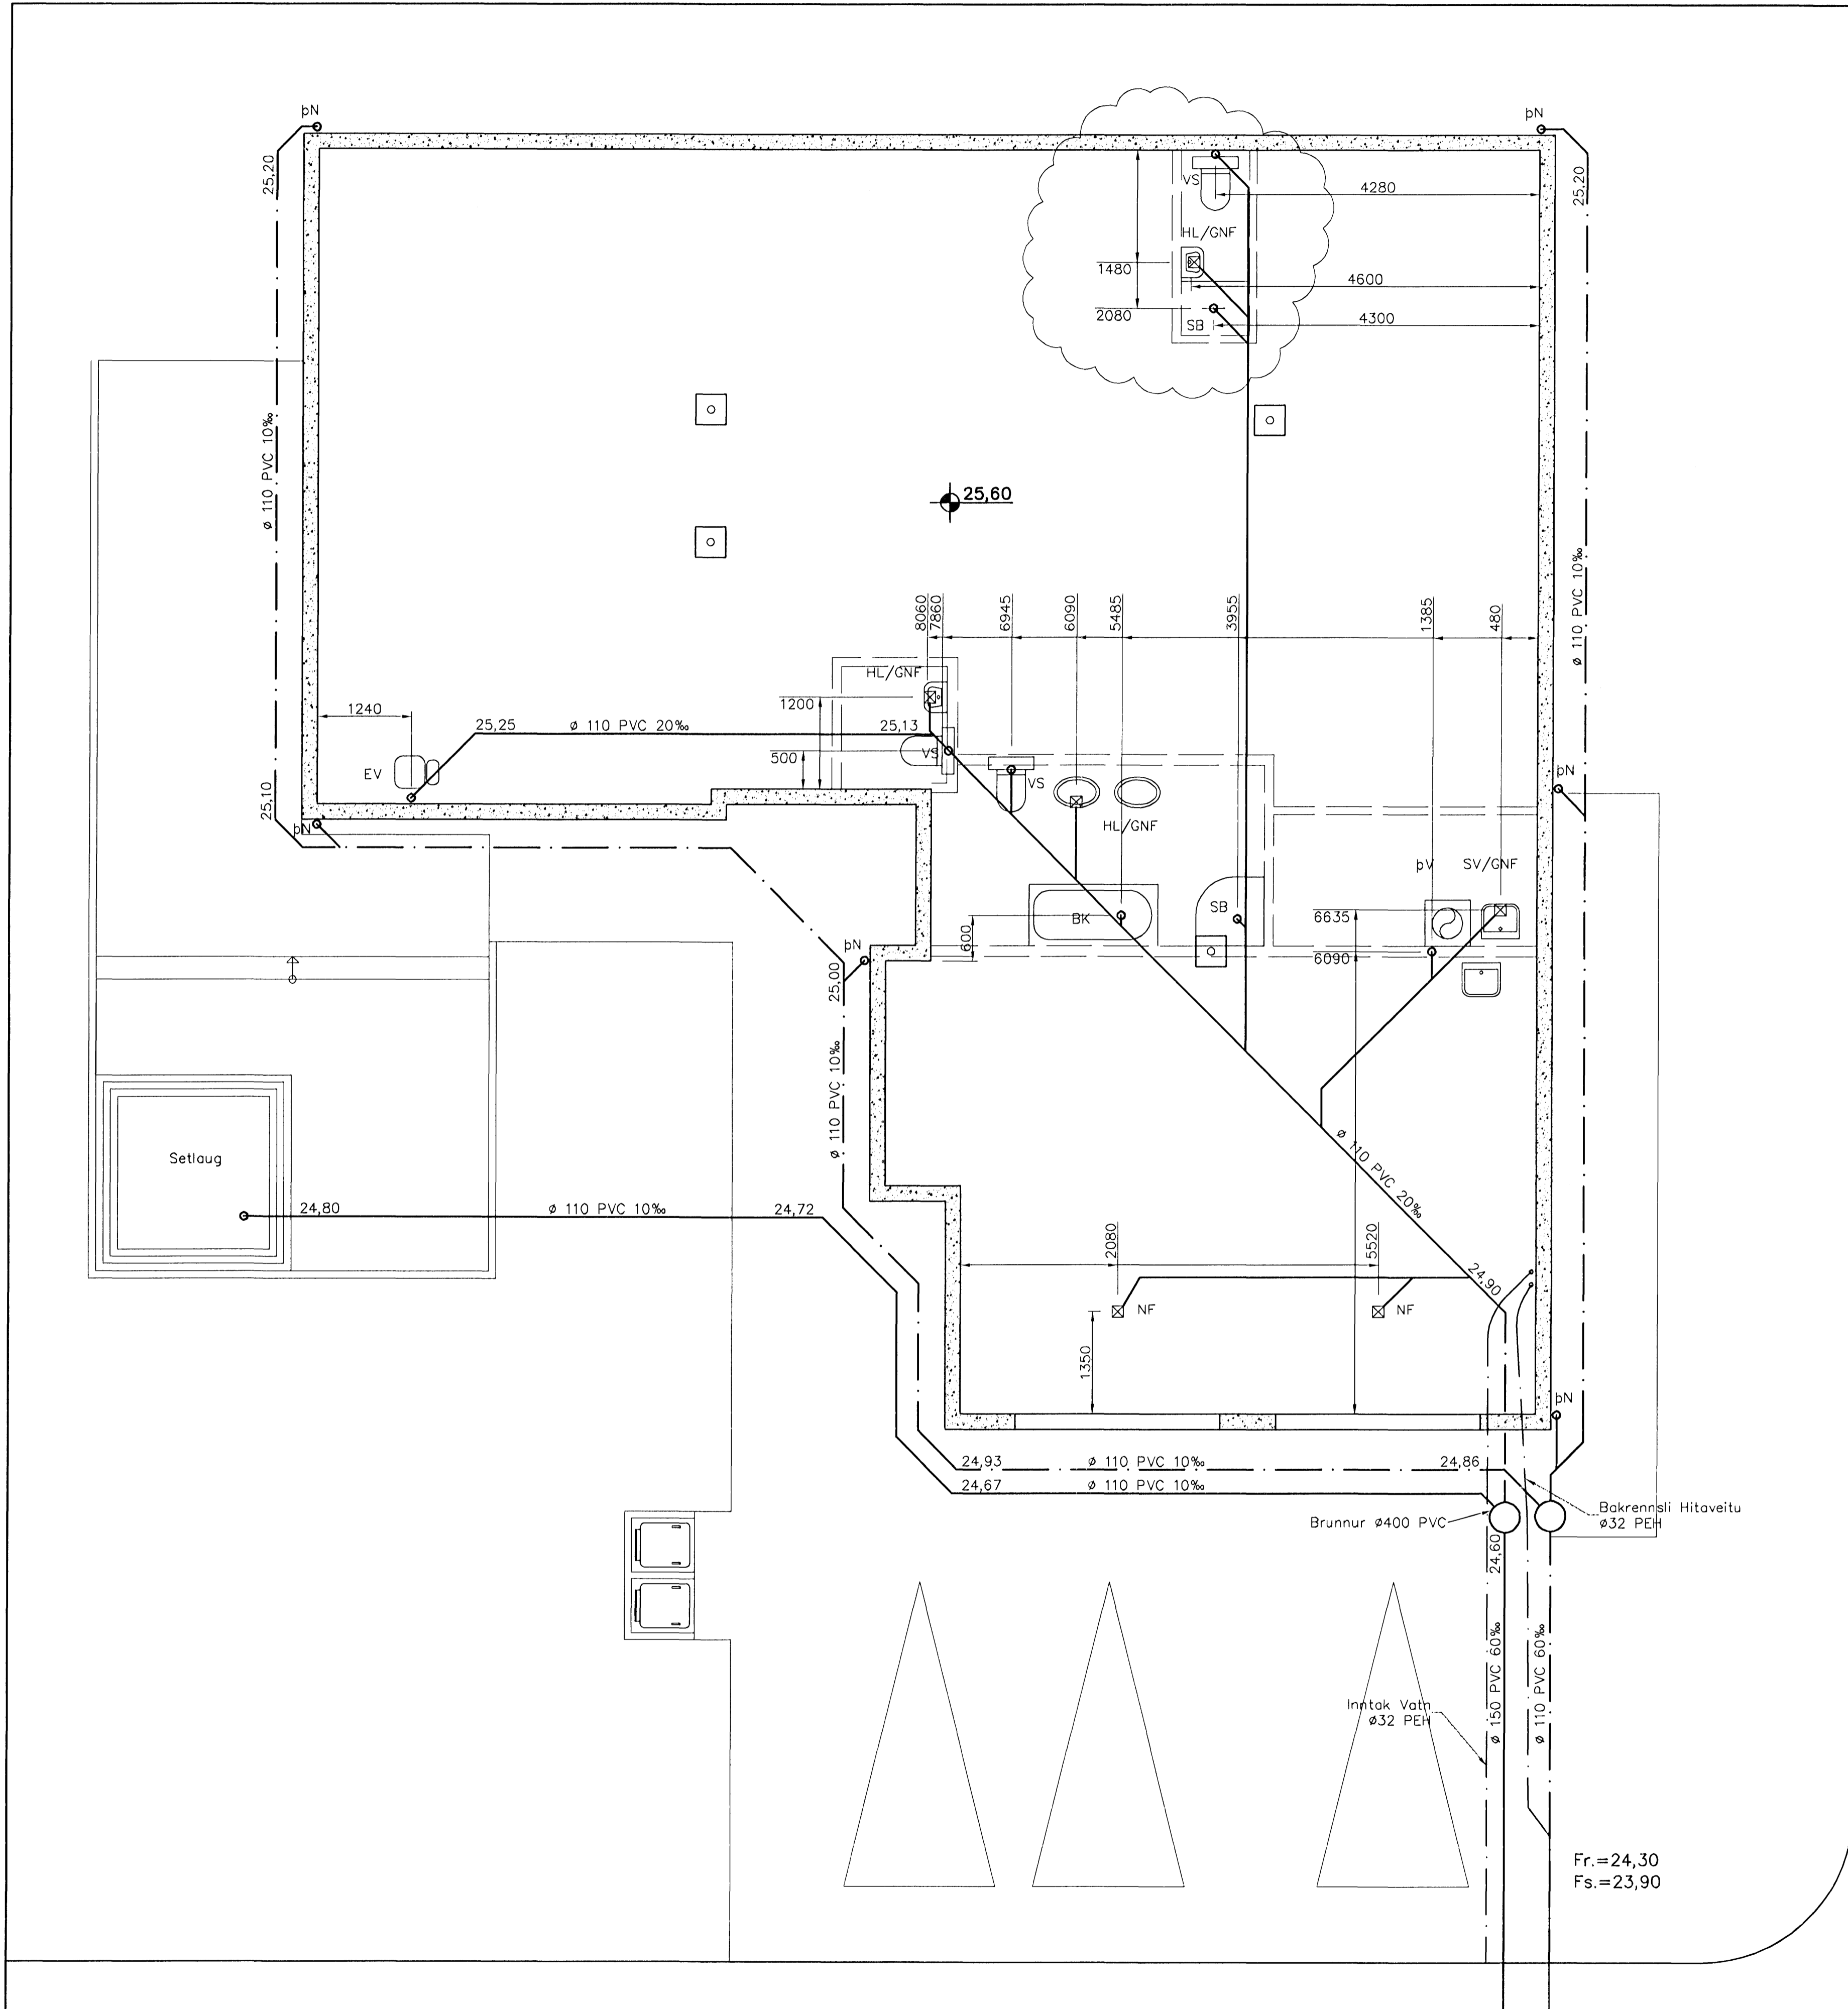 þN
þN
25,20
25,20
VS
4280
HL/GNF
1480
4600
2080
SB
4300
ø 110 PVC 10‰
25,60
ø 110 PVC 10‰
8060
7860
6945
6090
5485
3955
1385
480
HL/GNF
1200
1240
25,25
ø 110 PVC 20‰
25,13
VS
500
EV
VS
þN
25,10
þN
HL/GNF
þV
SV/GNF
BK
SB
6635
600
6090
þN
25,00
ø 110 PVC 10‰
Setlaug
ø 110 PVC 20‰
24,80
ø 110 PVC 10‰
24,72
2080
5520
24,90
NF
NF
1350
þN
24,93
ø 110 PVC 10‰
24,86
24,67
ø 110 PVC 10‰
Brunnur ø400 PVC
Bakrennsli Hitaveitu
ø32 PEH
24,60
ø 150 PVC 60‰
ø 110 PVC 60‰
Inntak Vatn
ø32 PEH
Fr.=24,30
Fs.=23,90